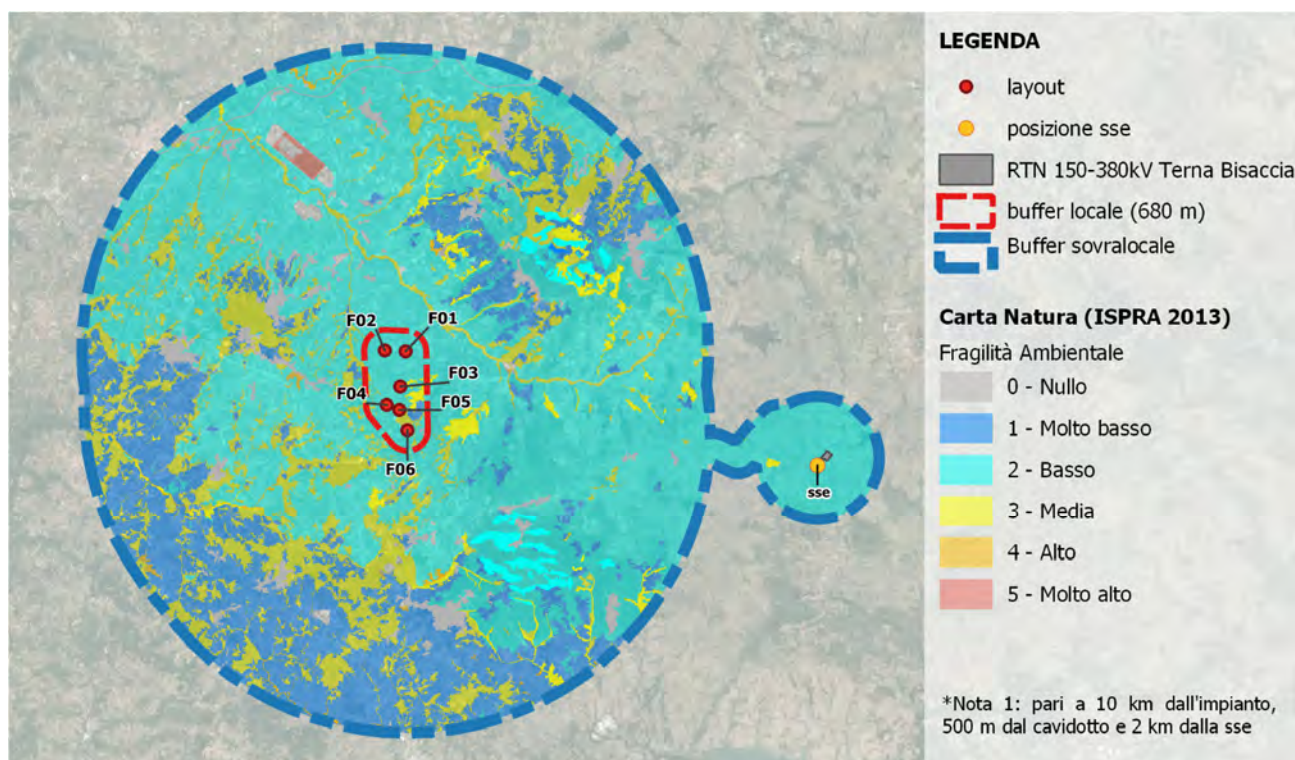 F02
F01
F03
F04
F05
F06
sse
LEGENDA
layout
posizione sse
RTN 150-380kV Terna Bisaccia
buffer locale (680 m)
Buffer sovralocale
Carta Natura (ISPRA 2013)
Fragilità Ambientale
0 - Nullo
1 - Molto basso
2 - Basso
3 - Media
4 - Alto
5 - Molto alto
*Nota 1: pari a 10 km dall'impianto,
500 m dal cavidotto e 2 km dalla sse